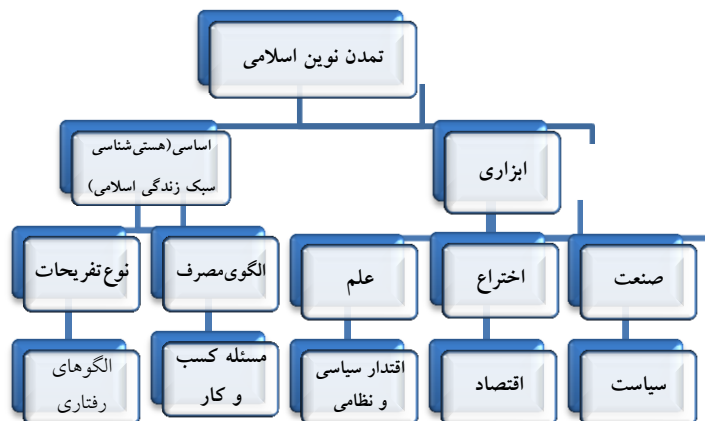 تمدن نوین اسلامی
ابزاری
اساسی(هستی‌شناسی
سبک زندگی اسلامی)
صنعت
اختراع
علم
الگوی‌مصرف
نوع‌تفریحات
سیاست
اقتصاد
اقتدار سیاسی
و نظامی
مسئله کسب
و کار
الگوهای
رفتاری